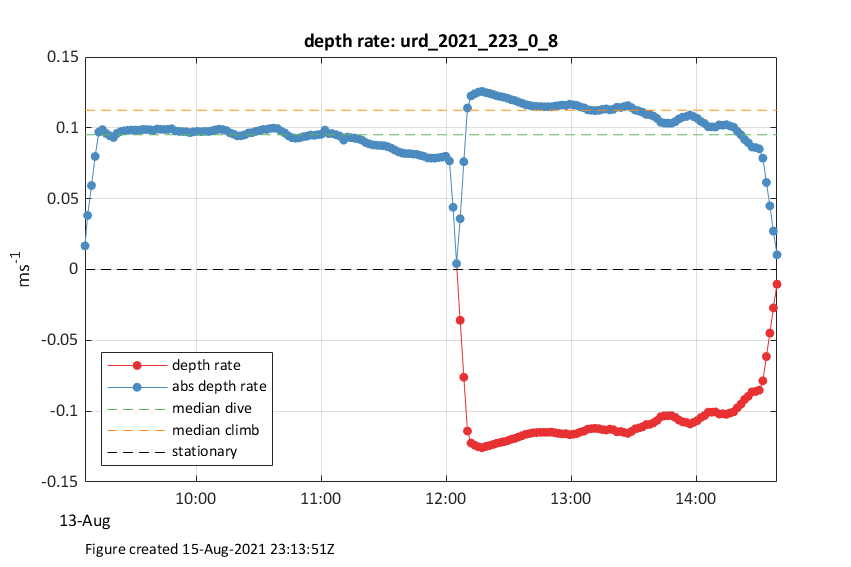 depth rate: urd_2021_223_0_8
0.15
0.1
0.05
0
-0.05
-0.1
-0.15
ms-1
depth rate
abs depth rate
median dive
median climb
stationary
10:00 11:00 12:00 13:00 14:00
13-Aug
Figure created 15-Aug-2021 23:13:51Z